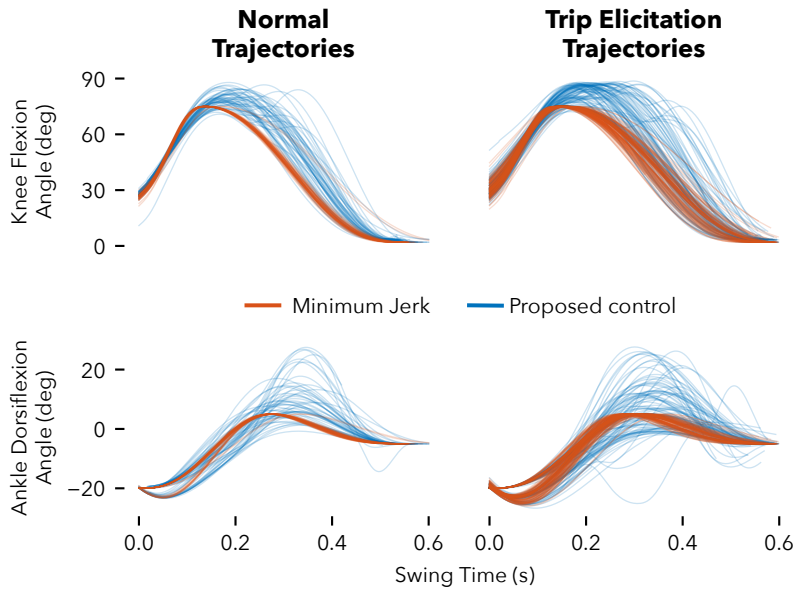 Normal
Trajectories
Trip Elicitation
Trajectories
Knee Flexion
Angle (deg)
90
60
30
0
Minimum Jerk
Proposed control
Ankle Dorsiflexion
Angle (deg)
20
0
−20
0.0 0.2 0.4 0.6
0.0 0.2 0.4 0.6
Swing Time (s)